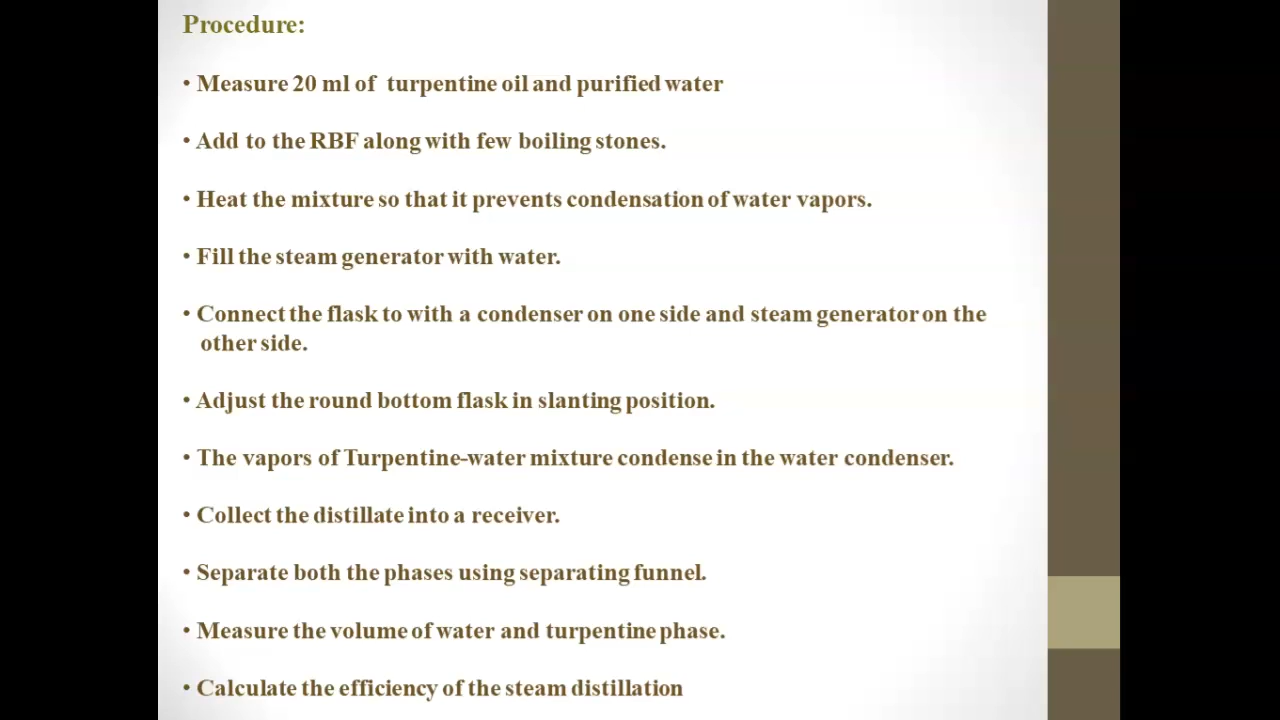 Procedure:
• Measure 20 ml of turpentine oil and purified water
• Add to the RBF along with few boiling stones.
• Heat the mixture so that it prevents condensation of water vapors.
• Fill the steam generator with water.
• Connect the flask to with a condenser on one side and steam generator on the
other side.
• Adjust the round bottom flask in slanting position.
• The vapors of Turpentine-water mixture condense in the water condenser.
• Collect the distillate into a receiver.
• Separate both the phases using separating funnel.
• Measure the volume of water and turpentine phase.
• Calculate the efficiency of the steam distillation